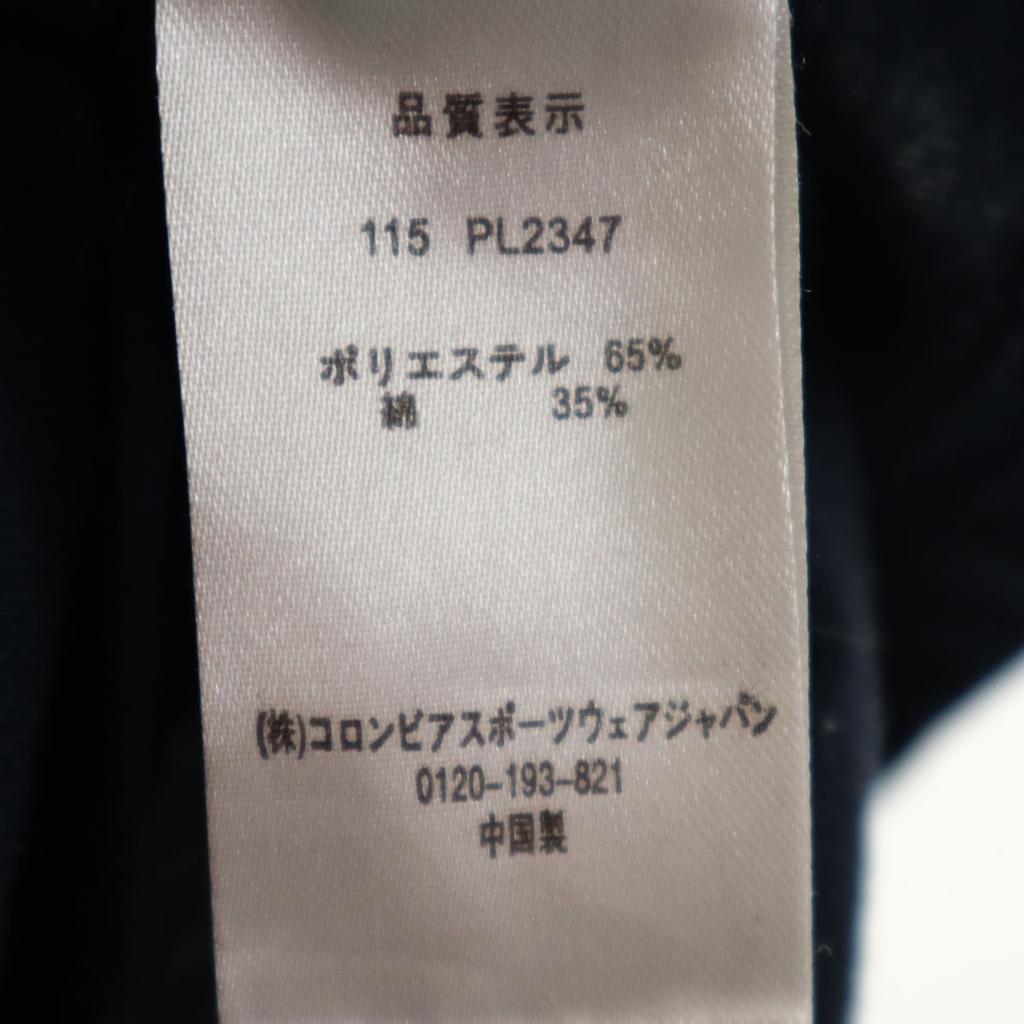 品質表示
115 PL2347
ポリエステル 65%
綿 35%
(株)コロンビアスポーツウェアジャパン
0120-193-821
中国製